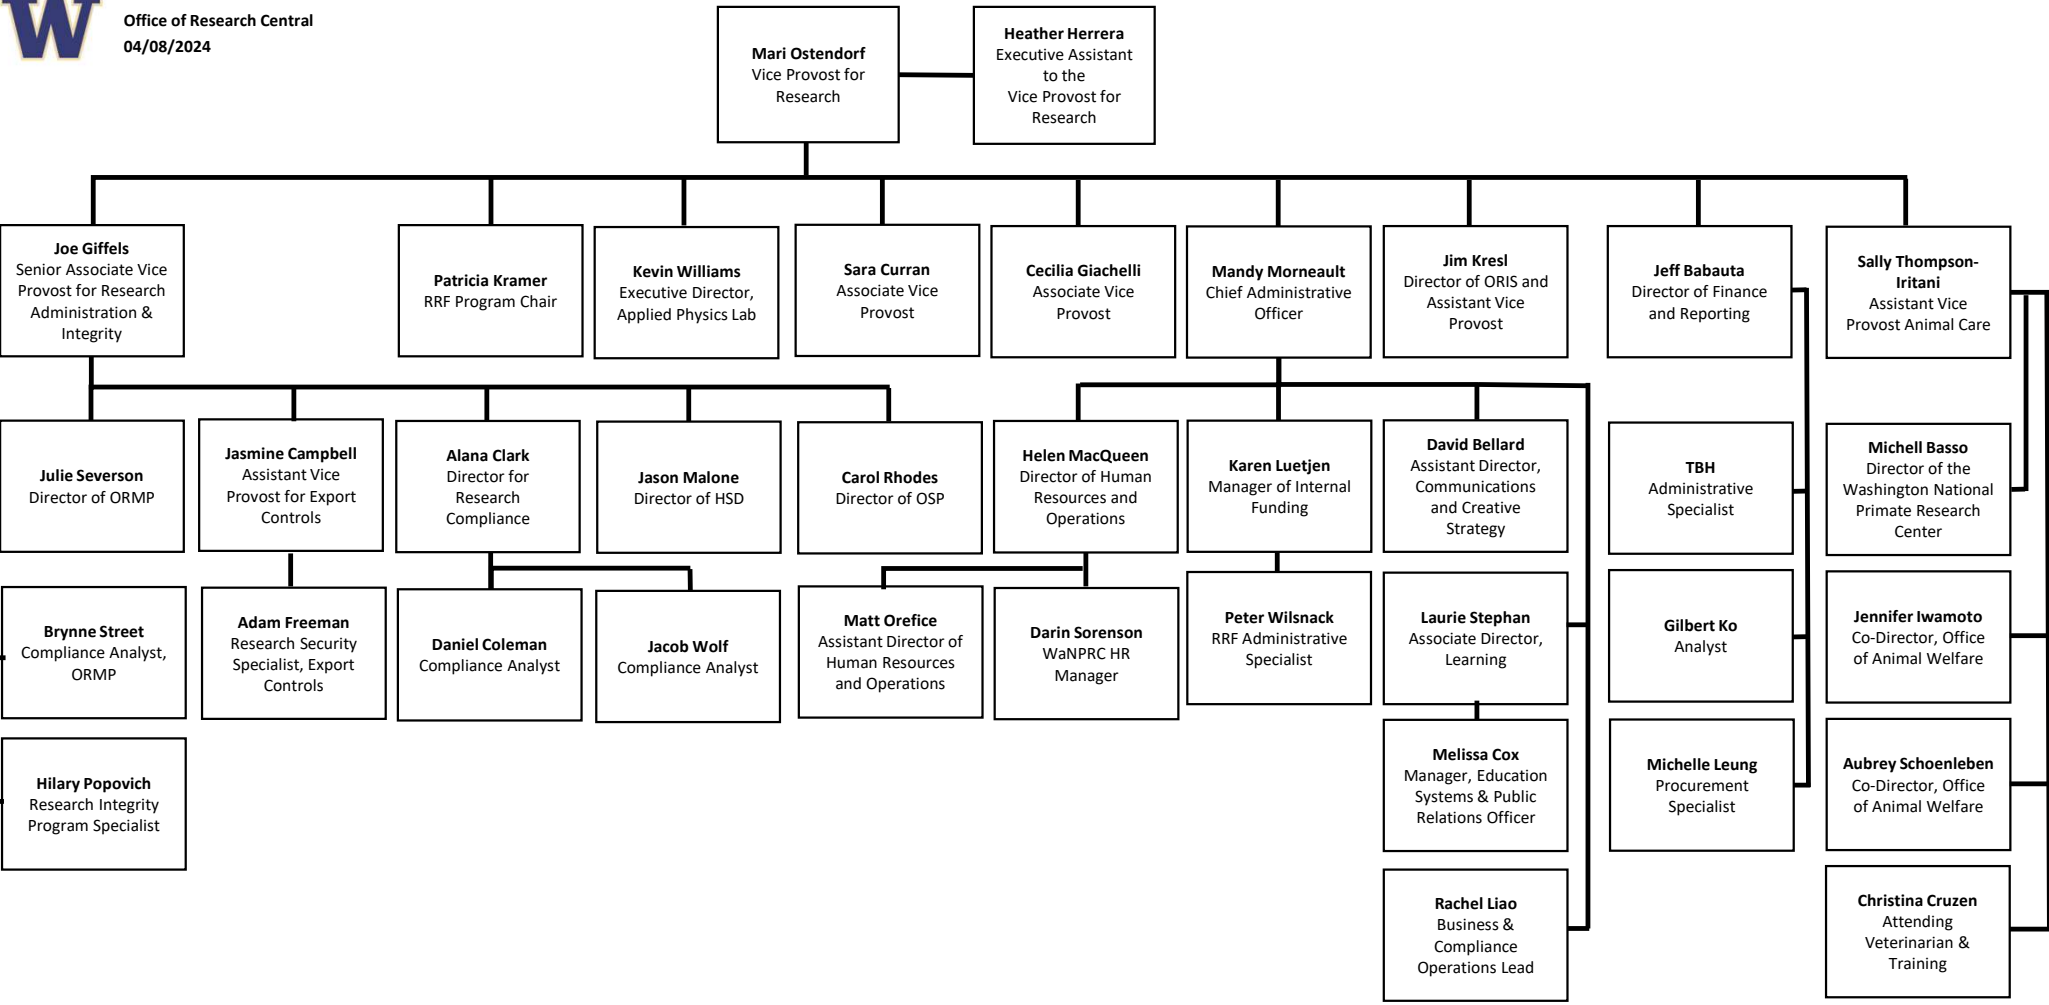 W
Office of Research Central
04/08/2024
Mari Ostendorf
Vice Provost for
Research
Heather Herrera
Executive Assistant
to the
Vice Provost for
Research
Joe Giffels
Senior Associate Vice
Provost for Research
Administration &
Integrity
Patricia Kramer
RRF Program Chair
Kevin Williams
Executive Director,
Applied Physics Lab
Sara Curran
Associate Vice
Provost
Cecilia Giachelli
Associate Vice
Provost
Mandy Morneault
Chief Administrative
Officer
Jim Kresl
Director of ORIS and
Assistant Vice
Provost
Jeff Babauta
Director of Finance
and Reporting
Sally Thompson-
Iritani
Assistant Vice
Provost Animal Care
Julie Severson
Director of ORMP
Jasmine Campbell
Assistant Vice
Provost for Export
Controls
Alana Clark
Director for
Research
Compliance
Jason Malone
Director of HSD
Carol Rhodes
Director of OSP
Helen MacQueen
Director of Human
Resources and
Operations
Karen Luetjen
Manager of Internal
Funding
David Bellard
Assistant Director,
Communications
and Creative
Strategy
TBH
Administrative
Specialist
Michell Basso
Director of the
Washington National
Primate Research
Center
Brynne Street
Compliance Analyst,
ORMP
Adam Freeman
Research Security
Specialist, Export
Controls
Daniel Coleman
Compliance Analyst
Jacob Wolf
Compliance Analyst
Matt Orefice
Assistant Director of
Human Resources
and Operations
Darin Sorenson
WaNPRC HR
Manager
Peter Wilsnack
RRF Administrative
Specialist
Laurie Stephan
Associate Director,
Learning
Gilbert Ko
Analyst
Jennifer Iwamoto
Co-Director, Office
of Animal Welfare
Hilary Popovich
Research Integrity
Program Specialist
Melissa Cox
Manager, Education
Systems & Public
Relations Officer
Michelle Leung
Procurement
Specialist
Aubrey Schoenleben
Co-Director, Office
of Animal Welfare
Rachel Liao
Business &
Compliance
Operations Lead
Christina Cruzen
Attending
Veterinarian &
Training